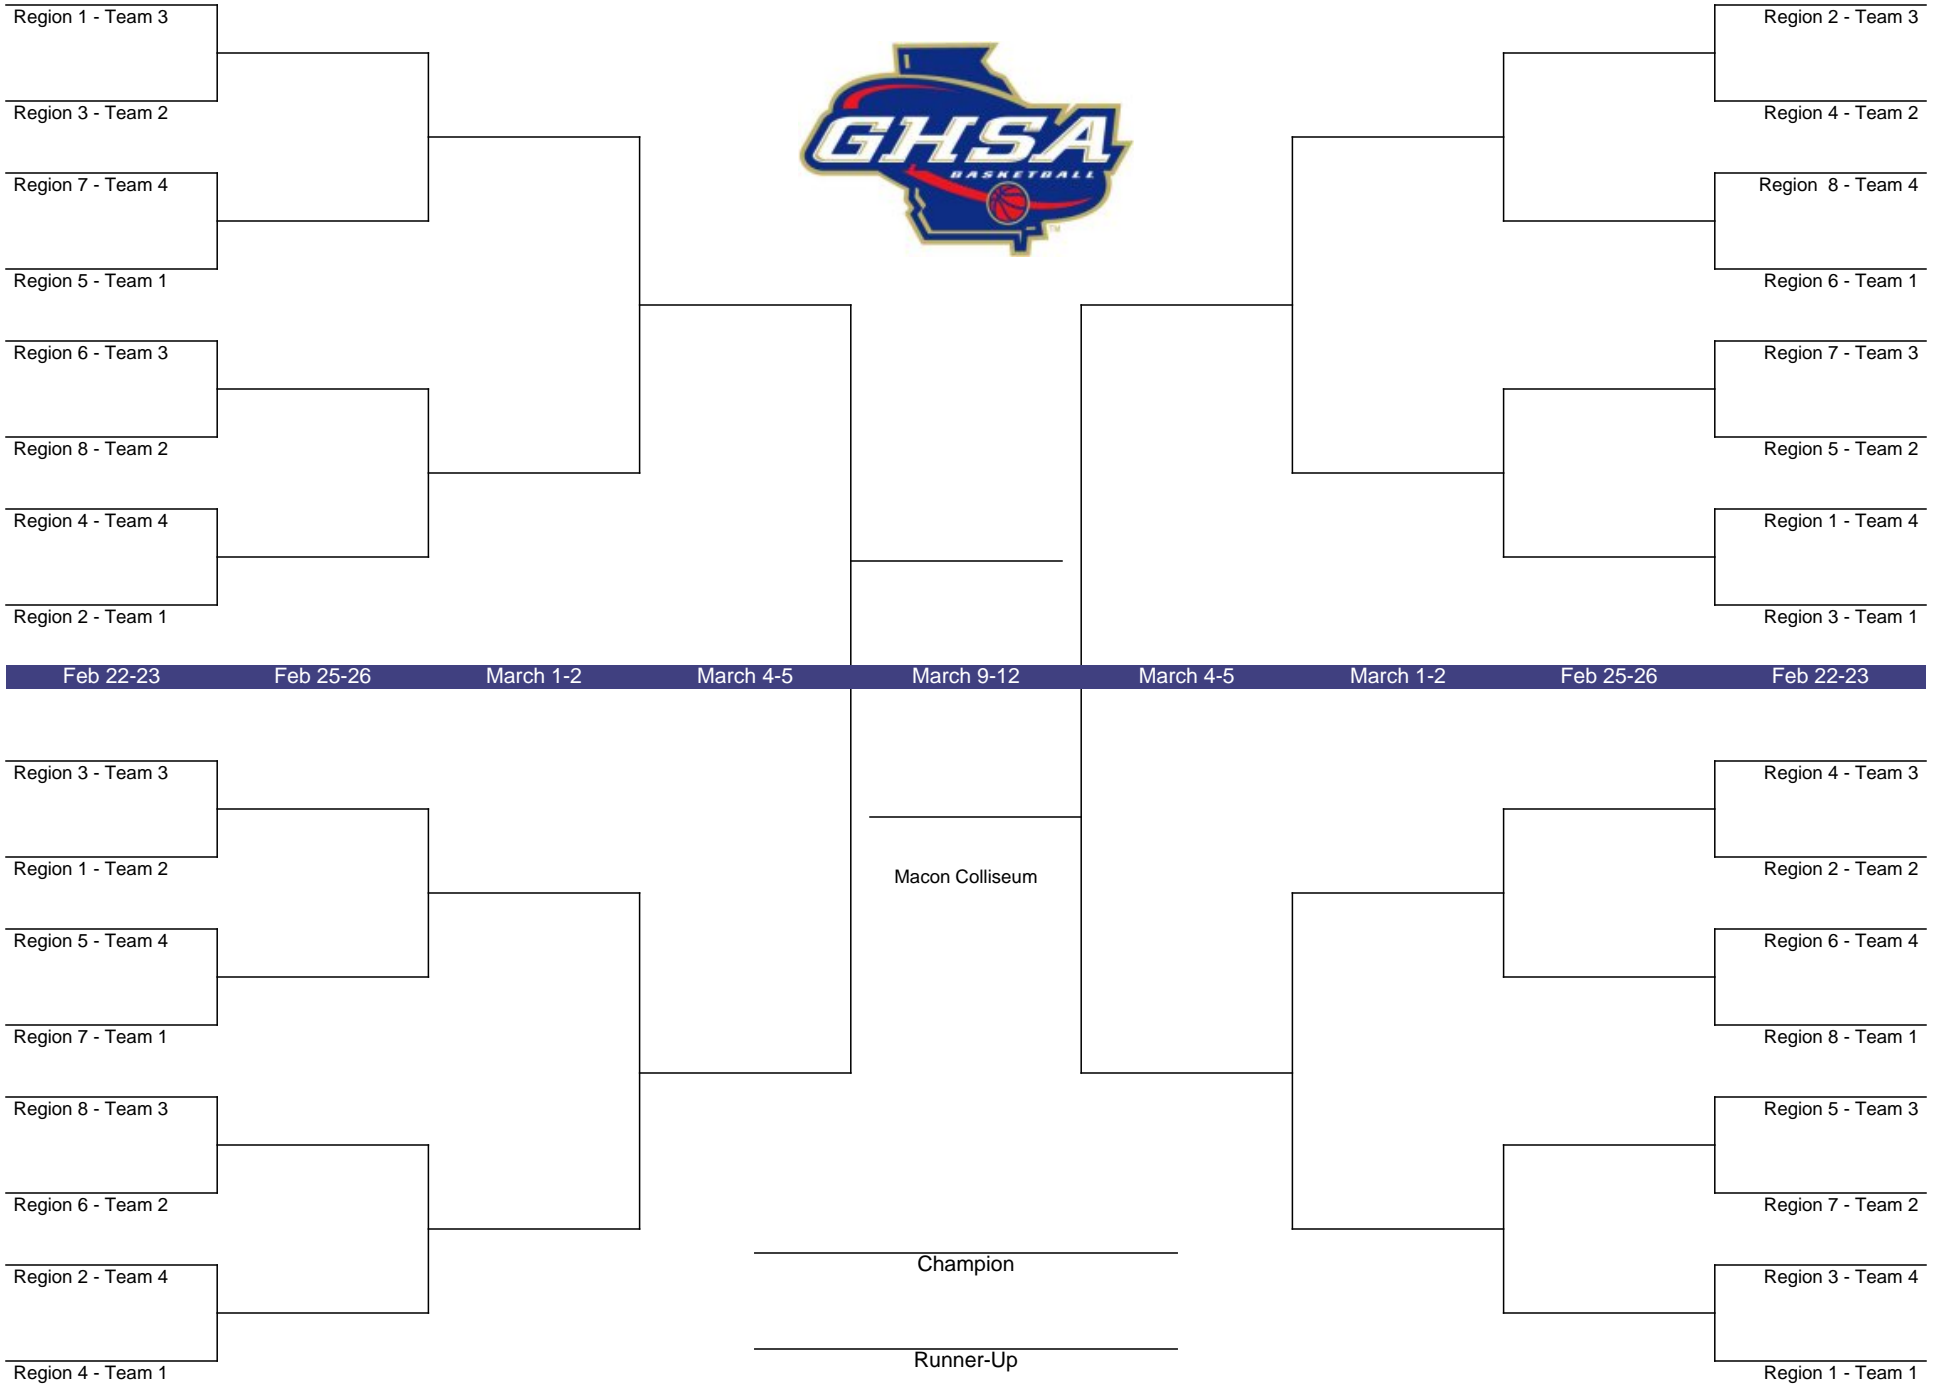 Region 1 - Team 3
Region 3 - Team 2
Region 7 - Team 4
Region 5 - Team 1
Region 6 - Team 3
Region 8 - Team 2
Region 4 - Team 4
Region 2 - Team 1
GHSA
BASKETBALL
TM
Region 2 - Team 3
Region 4 - Team 2
Region 8 - Team 4
Region 6 - Team 1
Region 7 - Team 3
Region 5 - Team 2
Region 1 - Team 4
Region 3 - Team 1
Feb 22-23 Feb 25-26 March 1-2 March 4-5 March 9-12 March 4-5 March 1-2 Feb 25-26 Feb 22-23
Region 3 - Team 3
Region 1 - Team 2
Region 5 - Team 4
Region 7 - Team 1
Region 8 - Team 3
Region 6 - Team 2
Region 2 - Team 4
Region 4 - Team 1
Macon Colliseum
Champion
Runner-Up
Region 4 - Team 3
Region 2 - Team 2
Region 6 - Team 4
Region 8 - Team 1
Region 5 - Team 3
Region 7 - Team 2
Region 3 - Team 4
Region 1 - Team 1